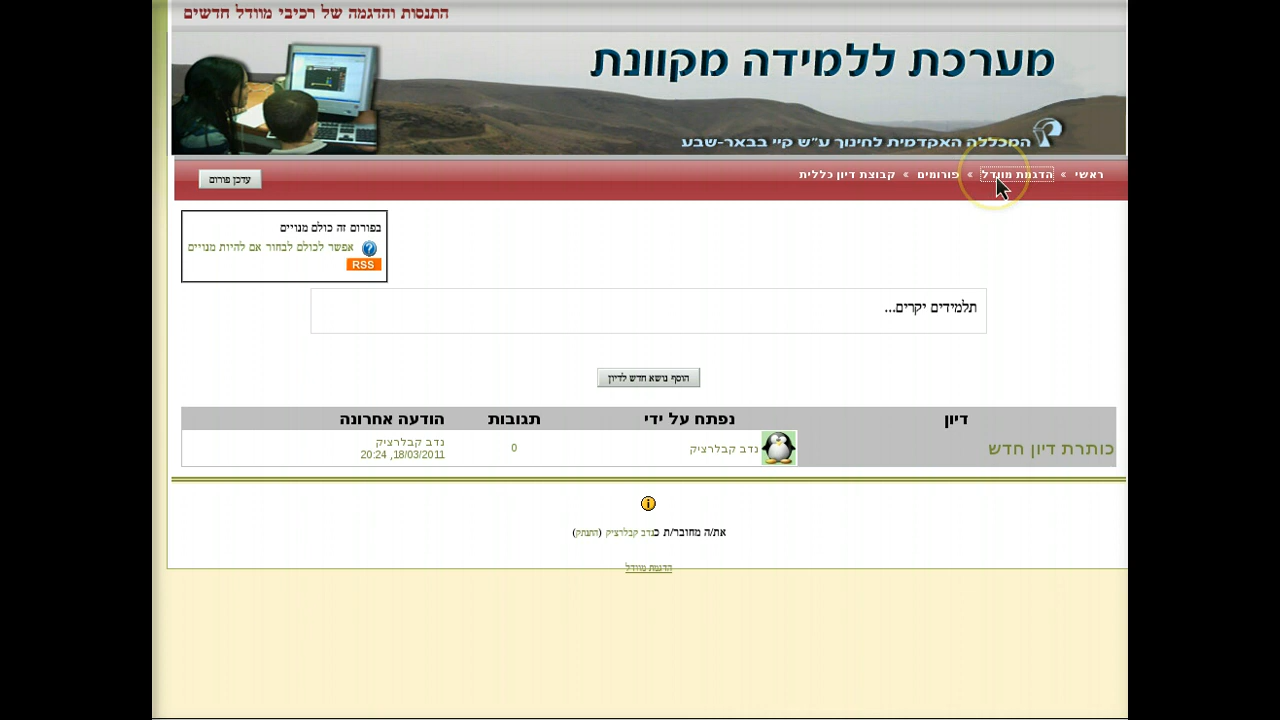 התנסות והדגמה של רכיבי מוודל חדשים
מערכת ללמידה מקוונת
המכללה האקדמית לחינוך ע"ש קיי בבאר-שבע
ראשי » הדגמת מוודל » פורומים » קבוצת דיון כללית
עדכן פורום
בפורום זה כולם מנויים
אפשר לכולם לבחור אם להיות מנויים
RSS
תלמידים יקרים...
הוסף נושא חדש לדיון
דיון נפתח על ידי תגובות הודעה אחרונה
כותרת דיון חדש נדב קבלרציק 0 נדב קבלרציק
18/03/2011, 20:24
את/ה מחובר/ת כנדב קבלרציק (התנתק)
הדגמת מוודל